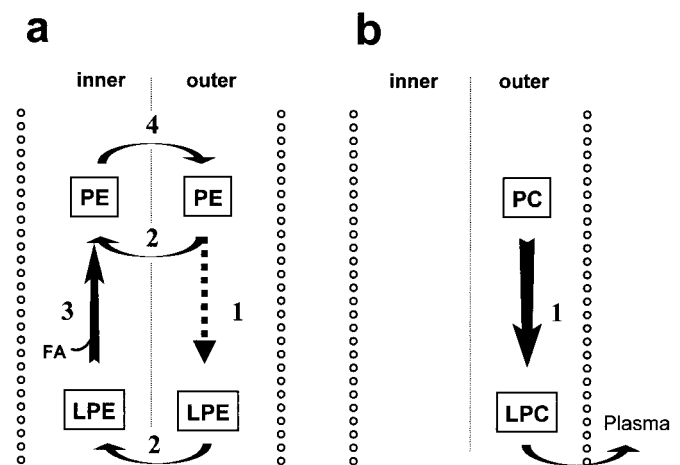 a
inner outer
4
PE PE
2
3 1
FA
LPE LPE
2
b
inner outer
PC
1
LPC
Plasma